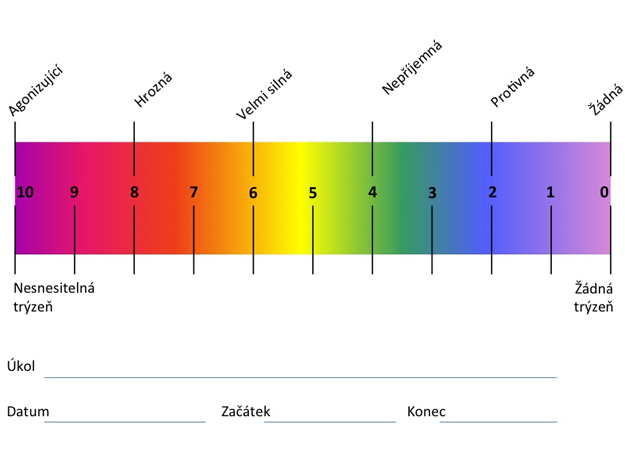 Agonizující Hrozná Velmi silná Nepříjemná Protivná Žádná
10 9 8 7 6 5 4 3 2 1 0
Nesnesitelná Žádná
trýzeň trýzeň
Úkol
Datum Začátek Konec